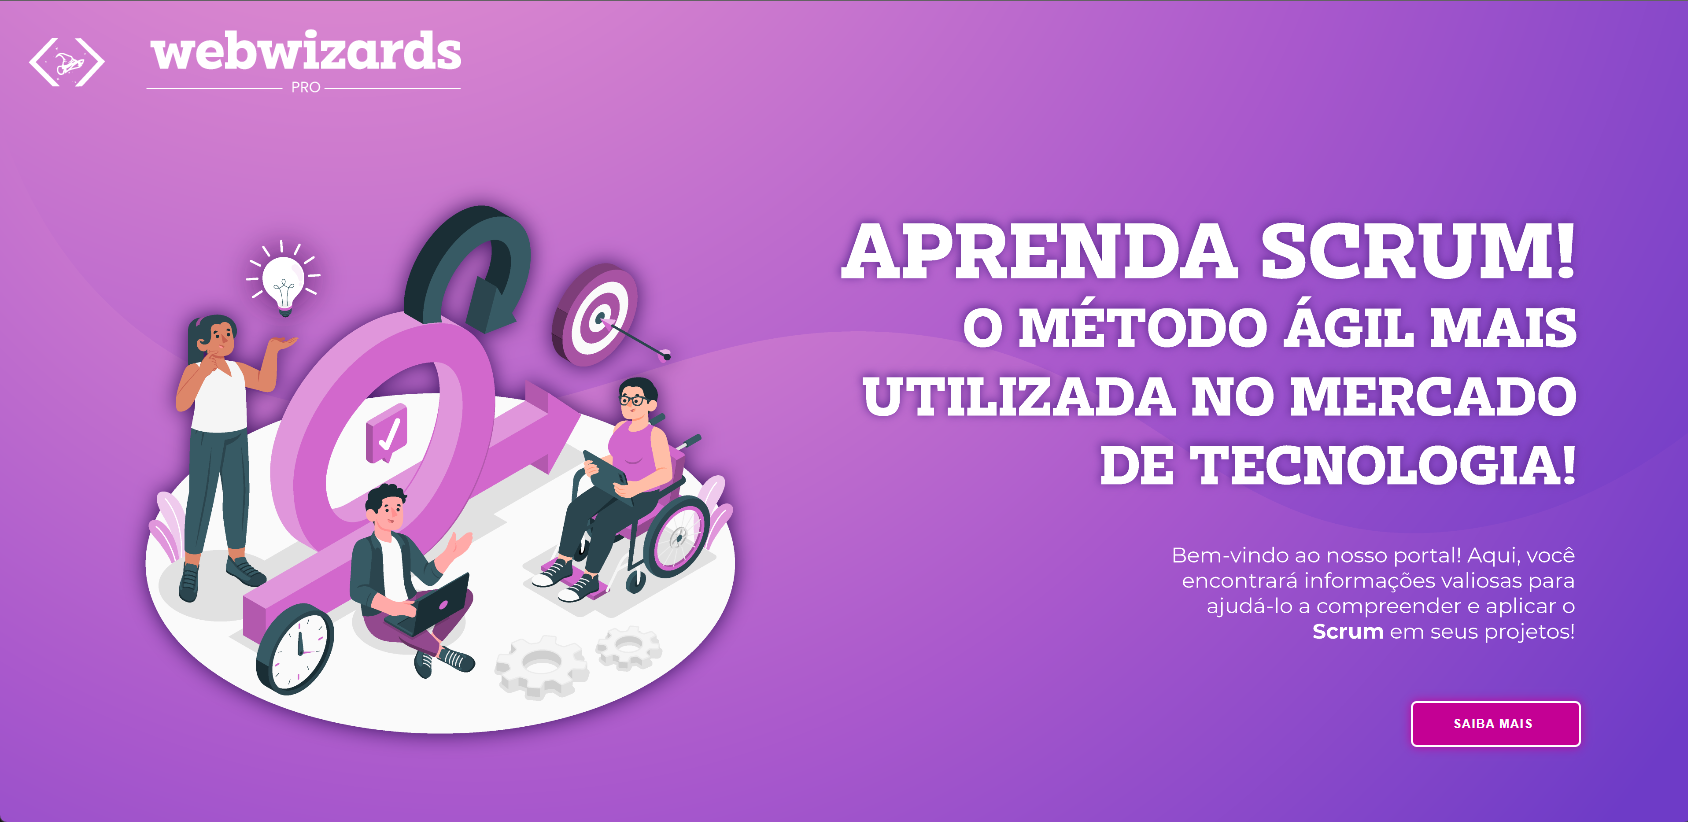 webwizards
PRO
APRENDA SCRUM!
O MÉTODO ÁGIL MAIS
UTILIZADA NO MERCADO
DE TECNOLOGIA!
Bem-vindo ao nosso portal! Aqui, você
encontrará informações valiosas para
ajudá-lo a compreender e aplicar o
Scrum em seus projetos!
SAIBA MAIS